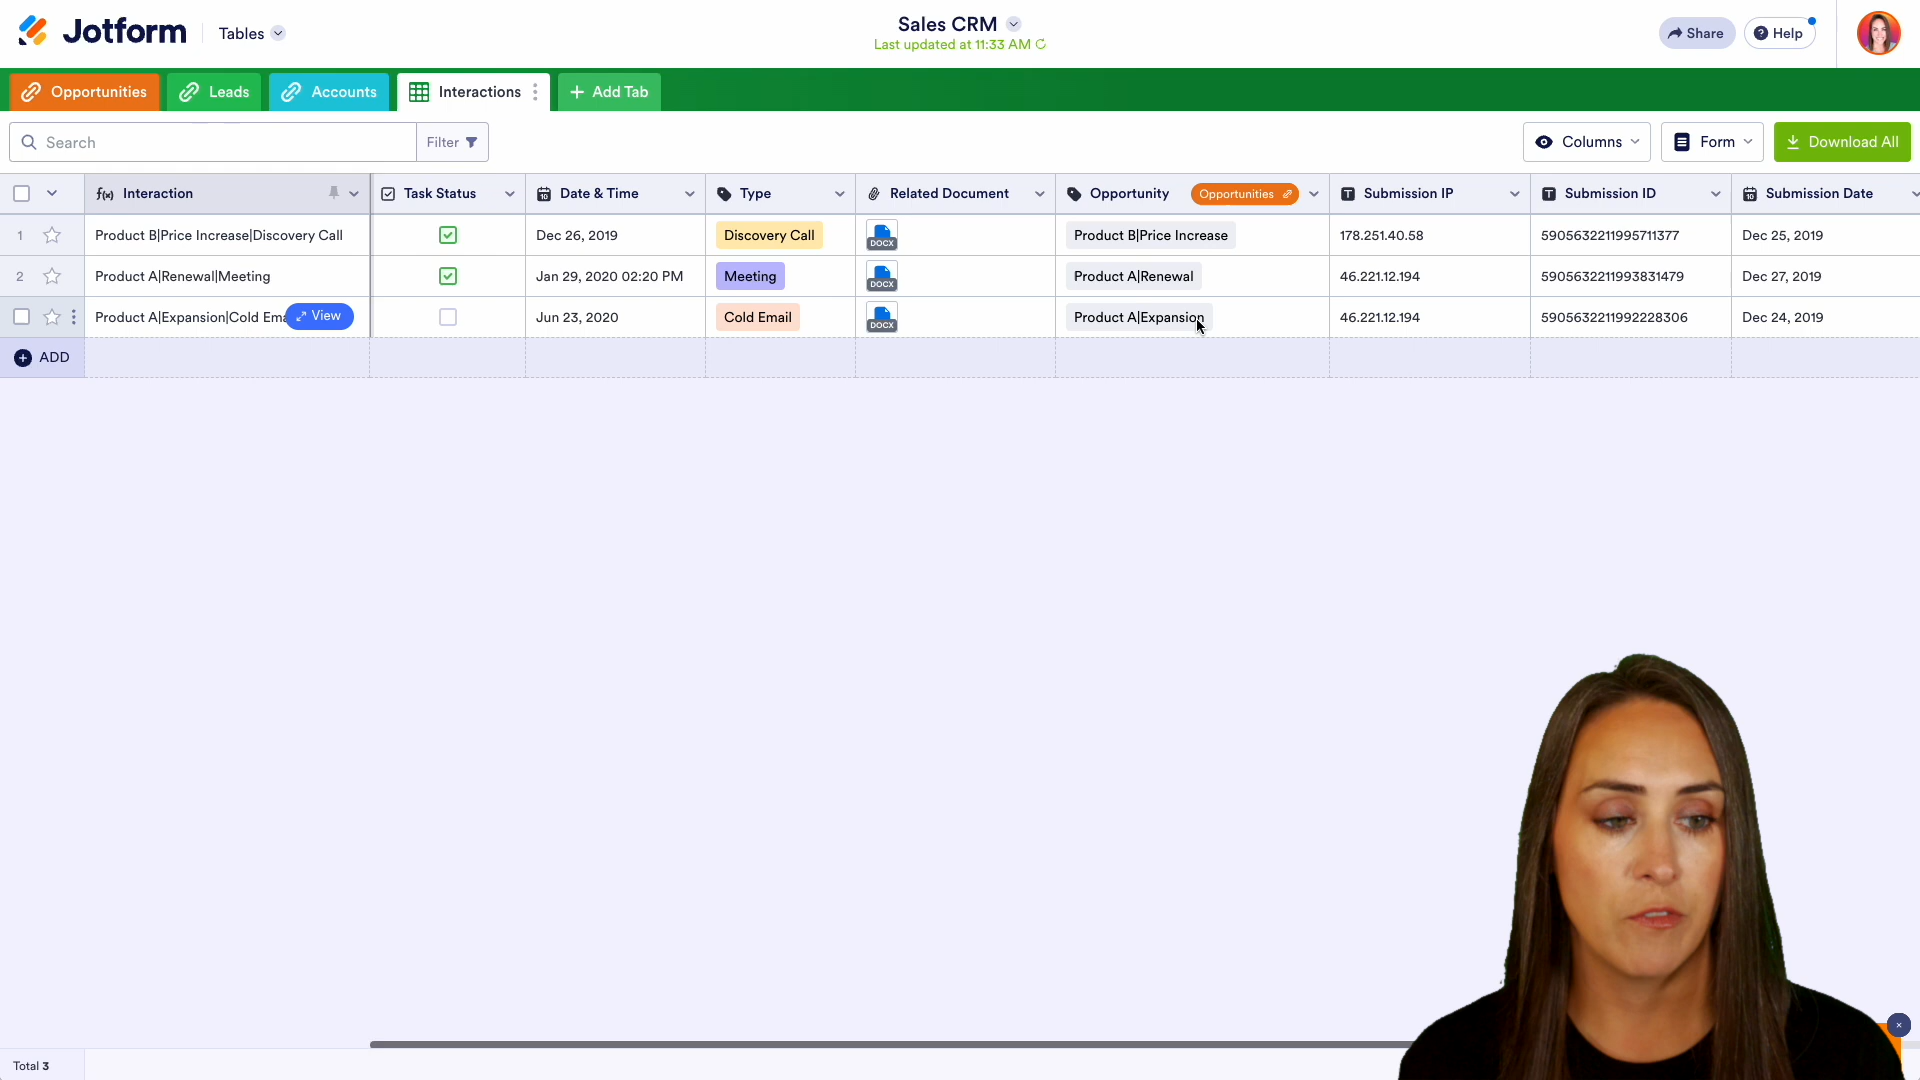 Jotform Tables
Sales CRM
Last updated at 11:33 AM
Share
Help
Opportunities
Leads
Accounts
Interactions
Add Tab
Search
Filter
Columns
Form
Download All
f(x) Interaction Task Status 10 Date & Time Type Related Document Opportunity Opportunities T Submission IP T Submission ID 10 Submission Date
1 Product B|Price Increase|Discovery Call Dec 26, 2019 Discovery Call DOCX Product B|Price Increase 178.251.40.58 5905632211995711377 Dec 25, 2019
2 Product A|Renewal|Meeting Jan 29, 2020 02:20 PM Meeting DOCX Product A|Renewal 46.221.12.194 5905632211993831479 Dec 27, 2019
Product A|Expansion|Cold Ema View Jun 23, 2020 Cold Email DOCX Product A|Expansion 46.221.12.194 5905632211992228306 Dec 24, 2019
ADD
Total 3